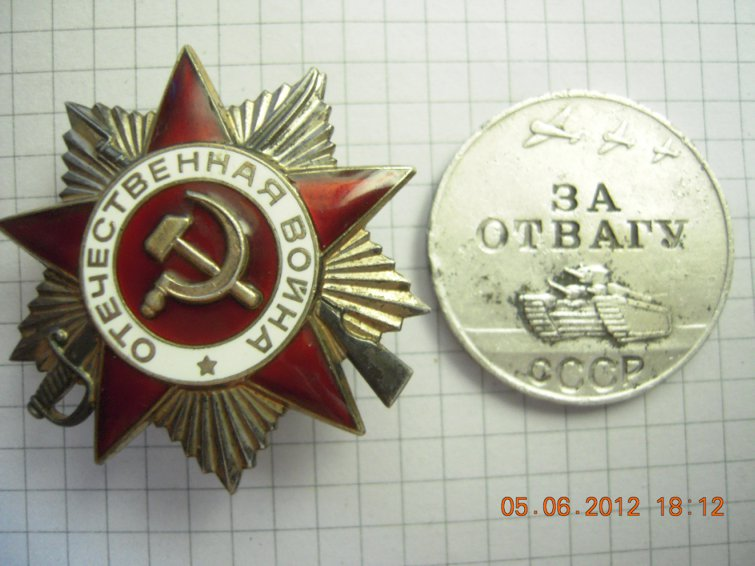 ОТЕЧЕСТВЕННАЯ ВОЙНА
ЗА
ОТВАГУ
СССР
05.06.2012 18:12